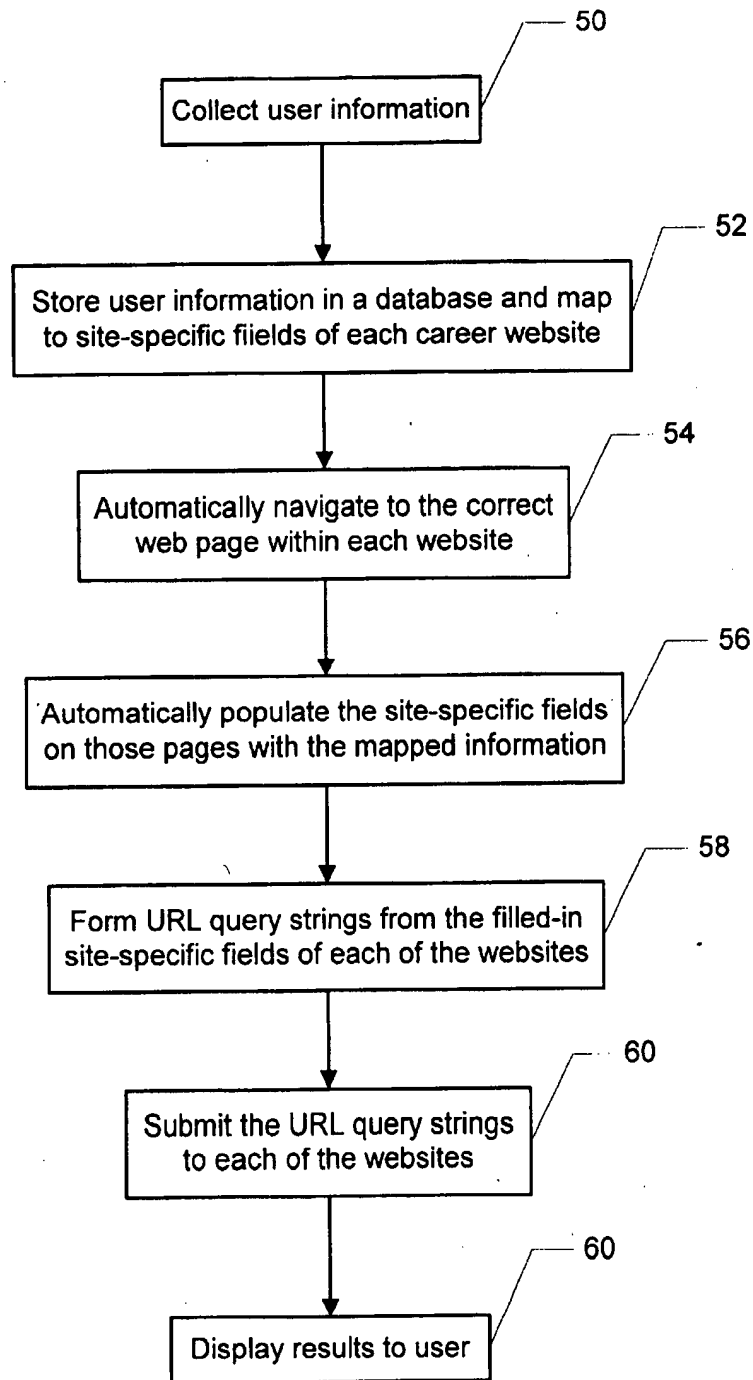 50
Collect user information
52
Store user information in a database and map
to site-specific fiields of each career website
54
Automatically navigate to the correct
web page within each website
56
Automatically populate the site-specific fields
on those pages with the mapped information
58
Form URL query strings from the filled-in
site-specific fields of each of the websites
60
Submit the URL query strings
to each of the websites
60
Display results to user